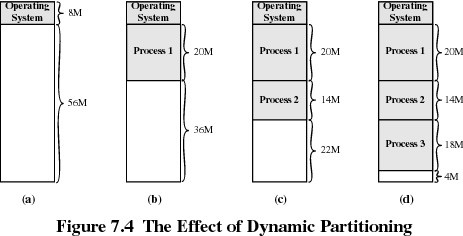 Operating
System
8M
56M
(a)
Operating
System
Process 1
20M
36M
(b)
Operating
System
Process 1
20M
Process 2
14M
22M
(c)
Operating
System
Process 1
20M
Process 2
14M
Process 3
18M
4M
(d)
Figure 7.4 The Effect of Dynamic Partitioning